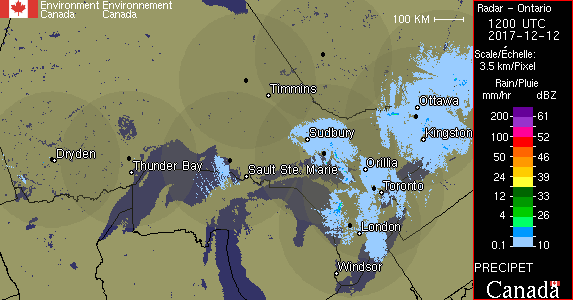 Environment Environnement
Canada Canada
100 KM
Timmins
Ottawa
Sudbury
Kingston
Dryden
Thunder Bay
Sault Ste. Marie
Orillia
Toronto
London
Windsor
Radar - Ontario
1200 UTC
2017-12-12
Scale/Échelle:
3.5 km/Pixel
Rain/Pluie
mm/hr dBZ
200 61
100 52
50 46
24 39
12 33
4 26
0.1 10
PRECIPET
Canada